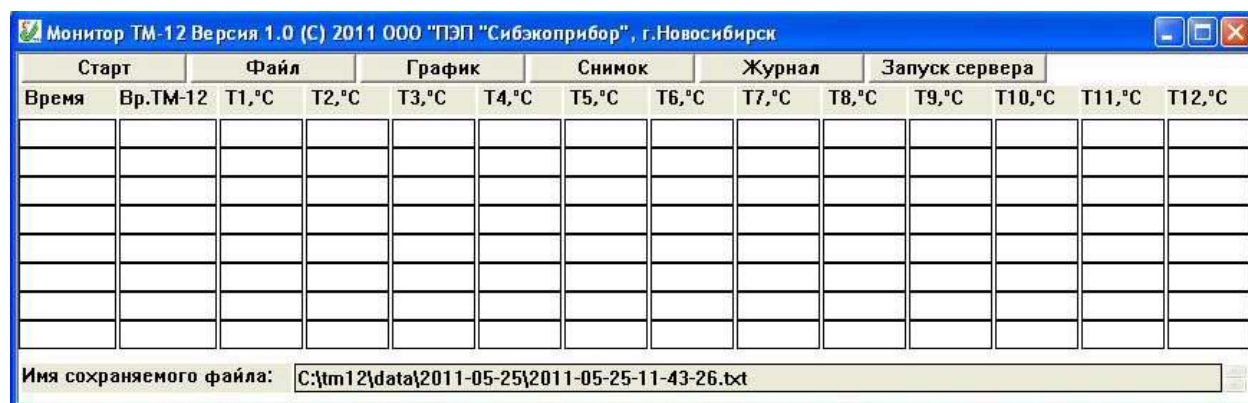 Монитор ТМ-12 Версия 1.0 (С) 2011 ООО "ПЭП "Сибэкоприбор", г.Новосибирск
Старт Файл График Снимок Журнал Запуск сервера
Время Вр.ТМ-12 Т1,°С Т2,°С Т3,°С Т4,°С Т5,°С Т6,°С Т7,°С Т8,°С Т9,°С Т10,°С Т11,°С Т12,°С
Имя сохраняемого файла: C:\tm12\data\2011-05-25\2011-05-25-11-43-26.txt